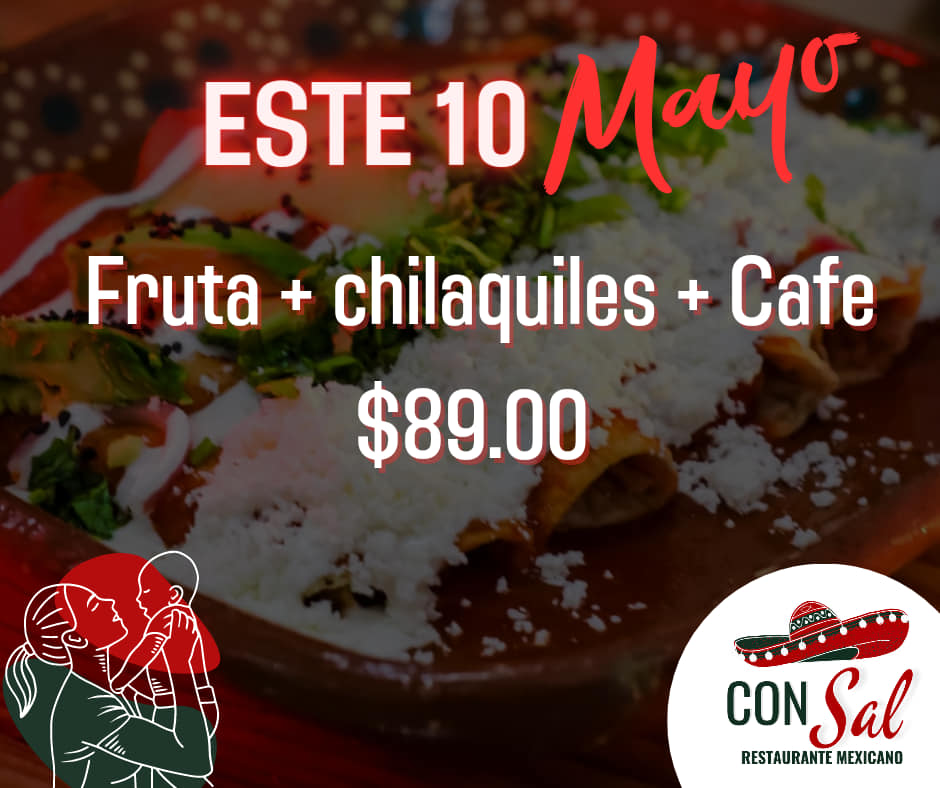 ESTE 10 Mayo
Fruta + chilaquiles + Cafe
$89.00
CON Sal
RESTAURANTE MEXICANO